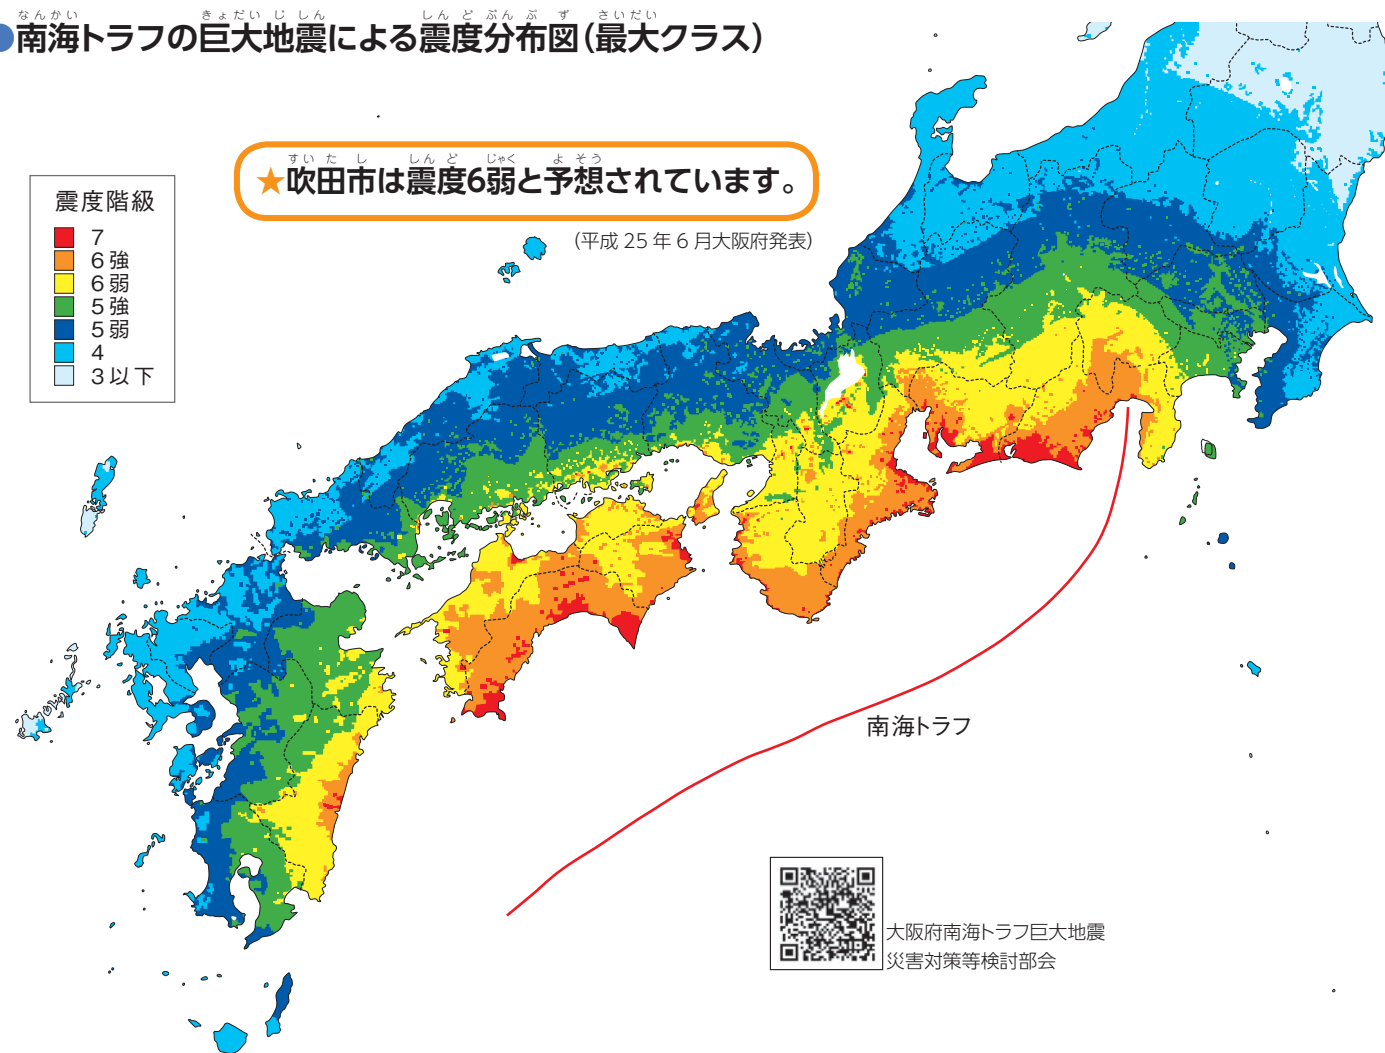 なんかい きょだいじしん しんどぶんぷず さいだい
●南海トラフの巨大地震による震度分布図(最大クラス)
すいたし しんど じゃく よそう
★吹田市は震度6弱と予想されています。
(平成25年6月大阪府発表)
震度階級
7
6強
6弱
5強
5弱
4
3以下
南海トラフ
大阪府南海トラフ巨大地震
災害対策等検討部会